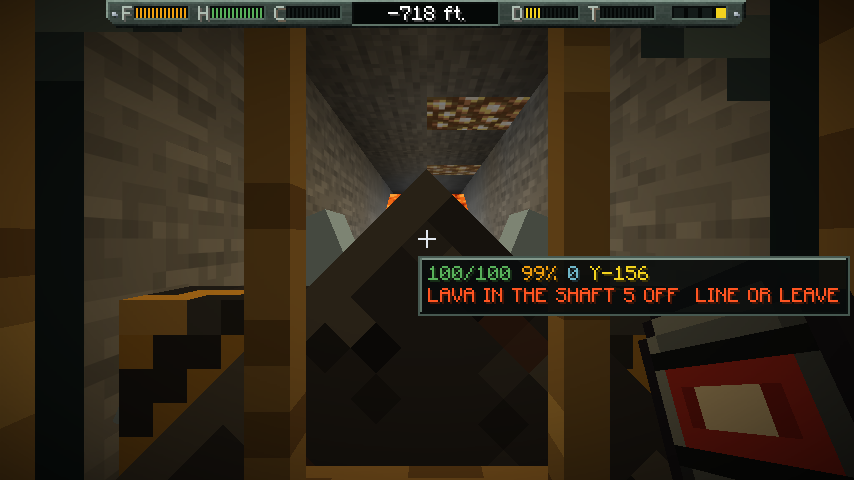 F H C -718 ft. D T
100/100 99% 0 Y-156
LAVA IN THE SHAFT 5 OFF LINE OR LEAVE